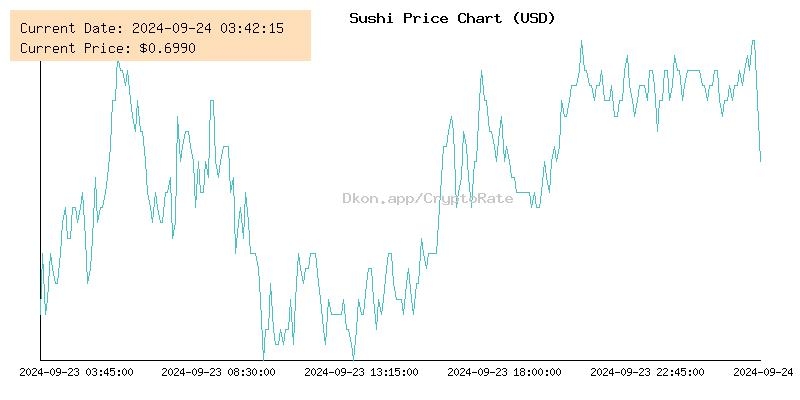 Sushi Price Chart (USD)
Current Date: 2024-09-24 03:42:15
Current Price: $0.6990
Dkon.app/CryptoRate
2024-09-23 03:45:00 2024-09-23 08:30:00 2024-09-23 13:15:00 2024-09-23 18:00:00 2024-09-23 22:45:00 2024-09-24